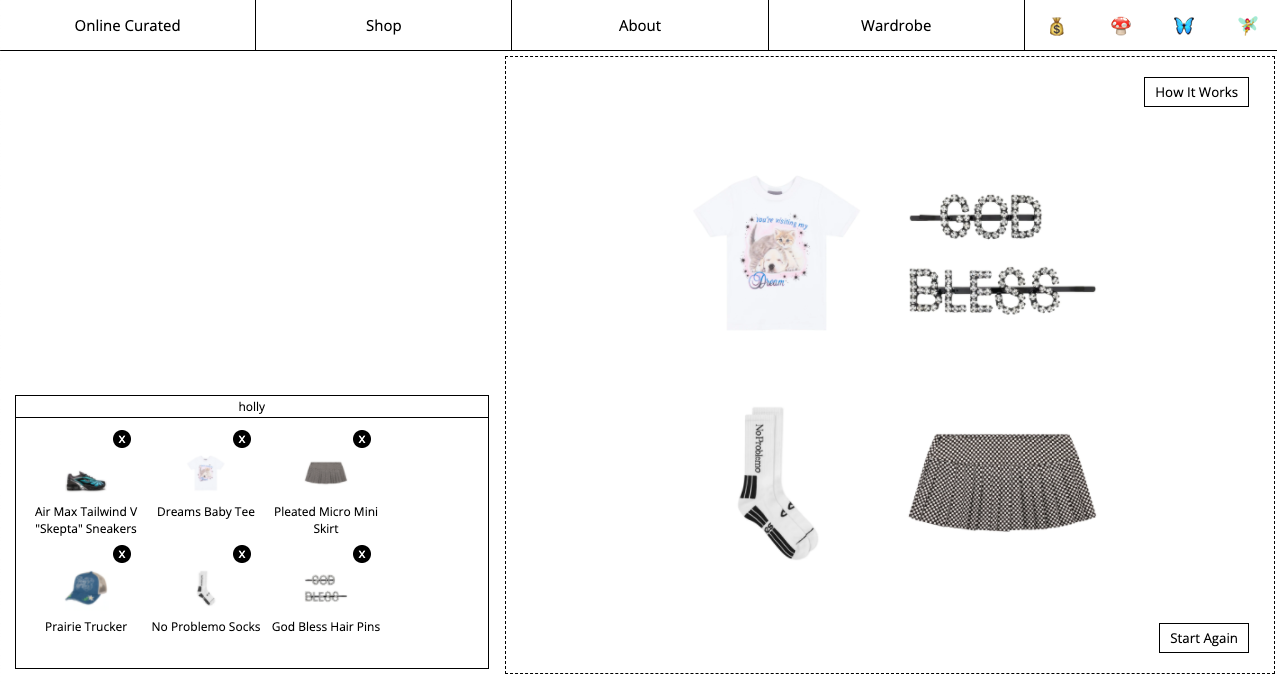 Online Curated
Shop
About
Wardrobe
How It Works
you're visiting my
Dream
GOD
BLESS
NoProblemo
holly
X
X
X
Air Max Tailwind V
"Skepta" Sneakers
Dreams Baby Tee
Pleated Micro Mini
Skirt
X
X
X
GOD
BLESS
Prairie Trucker
No Problemo Socks
God Bless Hair Pins
Start Again